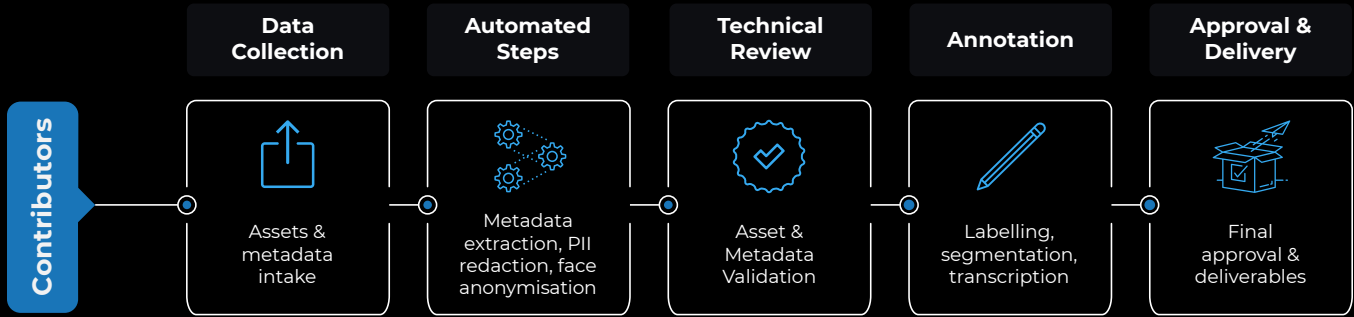 Data
Collection
Automated
Steps
Technical
Review
Annotation
Approval &
Delivery
Contributors
Assets &
metadata
intake
Metadata
extraction, PII
redaction, face
anonymisation
Asset &
Metadata
Validation
Labelling,
segmentation,
transcription
Final
approval &
deliverables